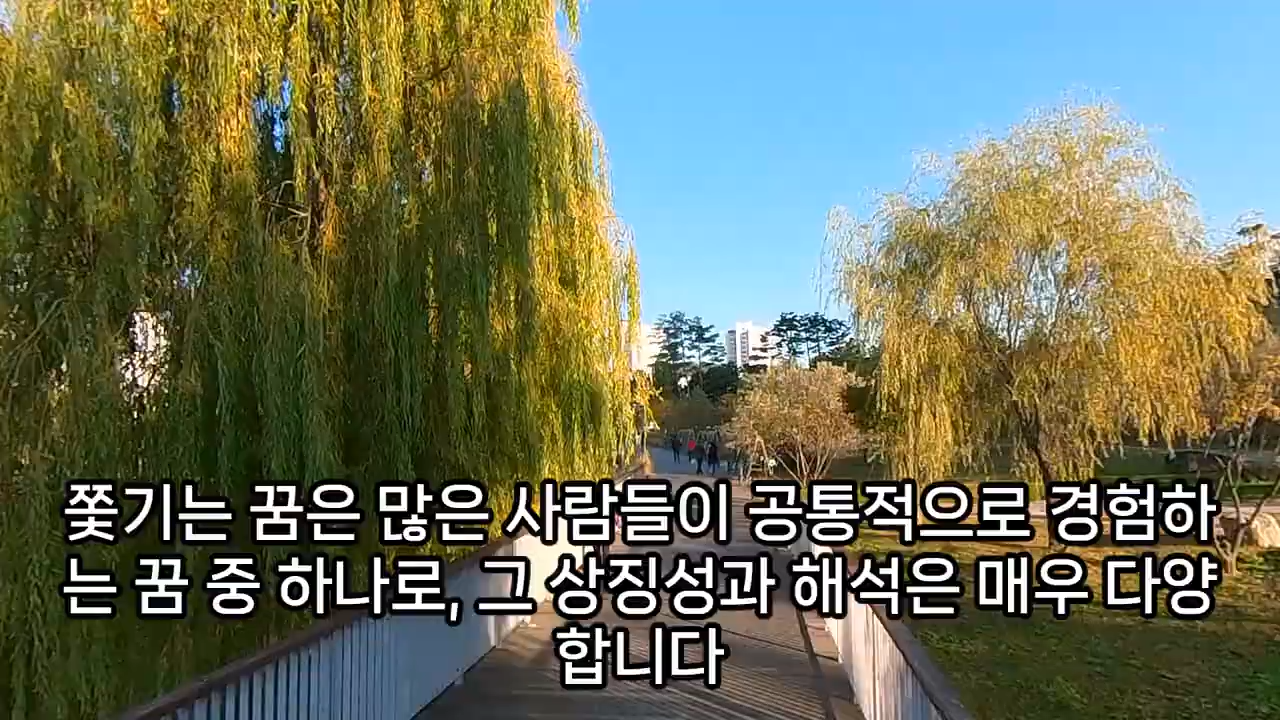 쫓기는 꿈은 많은 사람들이 공통적으로 경험하
는 꿈 중 하나로, 그 상징성과 해석은 매우 다양
합니다